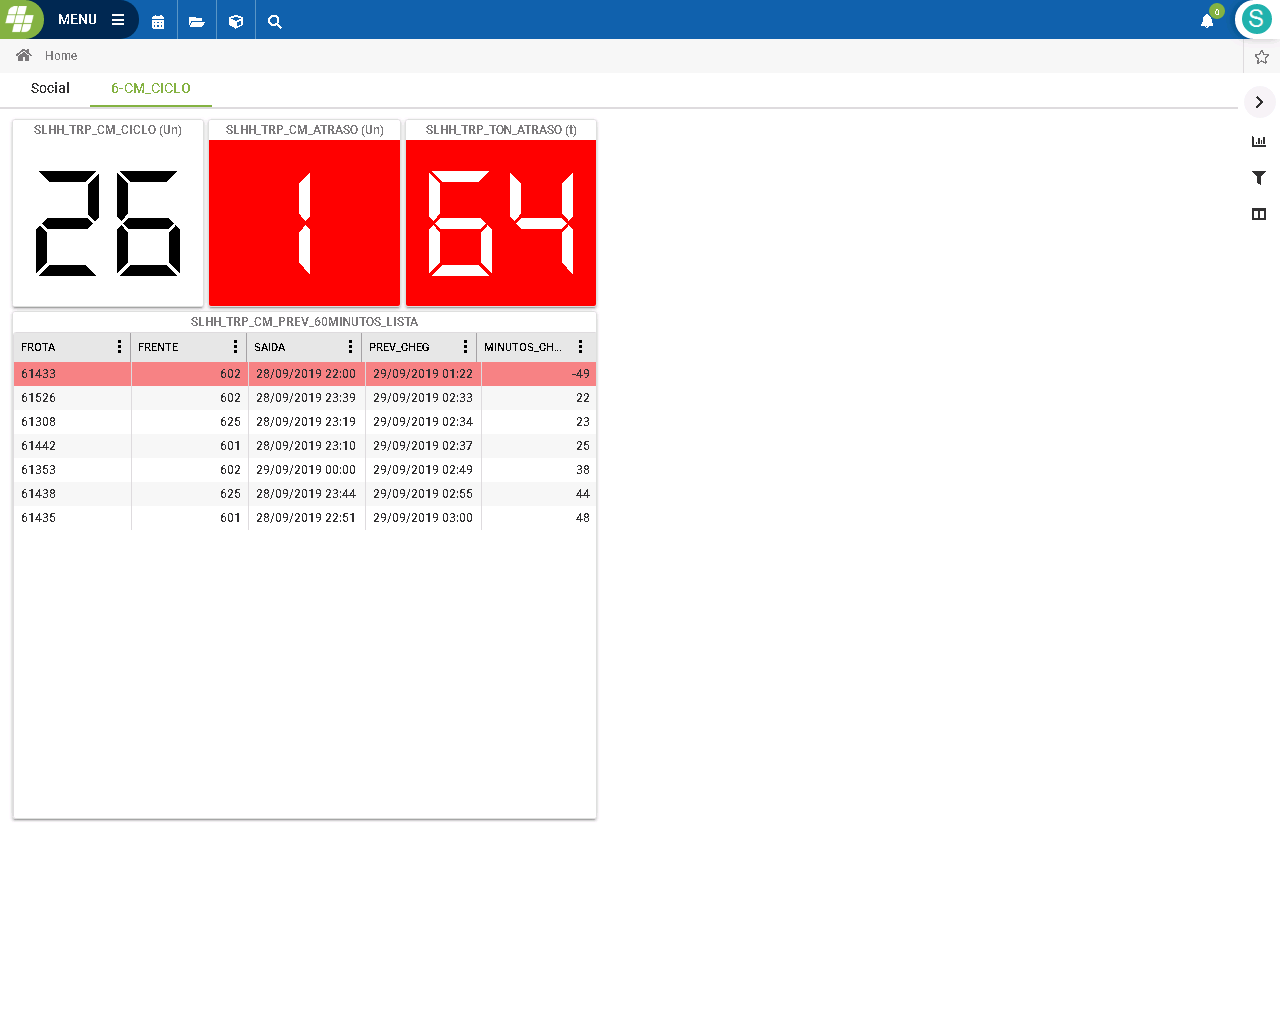 MENU
0
S
Home
Social 6-CM_CICLO
SLHH_TRP_CM_CICLO (Un) SLHH_TRP_CM_ATRASO (Un) SLHH_TRP_TON_ATRASO (t)
26 1 64
SLHH_TRP_CM_PREV_60MINUTOS_LISTA
FROTA FRENTE SAIDA PREV_CHEG MINUTOS_CH...
61433 602 28/09/2019 22:00 29/09/2019 01:22 -49
61526 602 28/09/2019 23:39 29/09/2019 02:33 22
61308 625 28/09/2019 23:19 29/09/2019 02:34 23
61442 601 28/09/2019 23:10 29/09/2019 02:37 25
61353 602 29/09/2019 00:00 29/09/2019 02:49 38
61438 625 28/09/2019 23:44 29/09/2019 02:55 44
61435 601 28/09/2019 22:51 29/09/2019 03:00 48